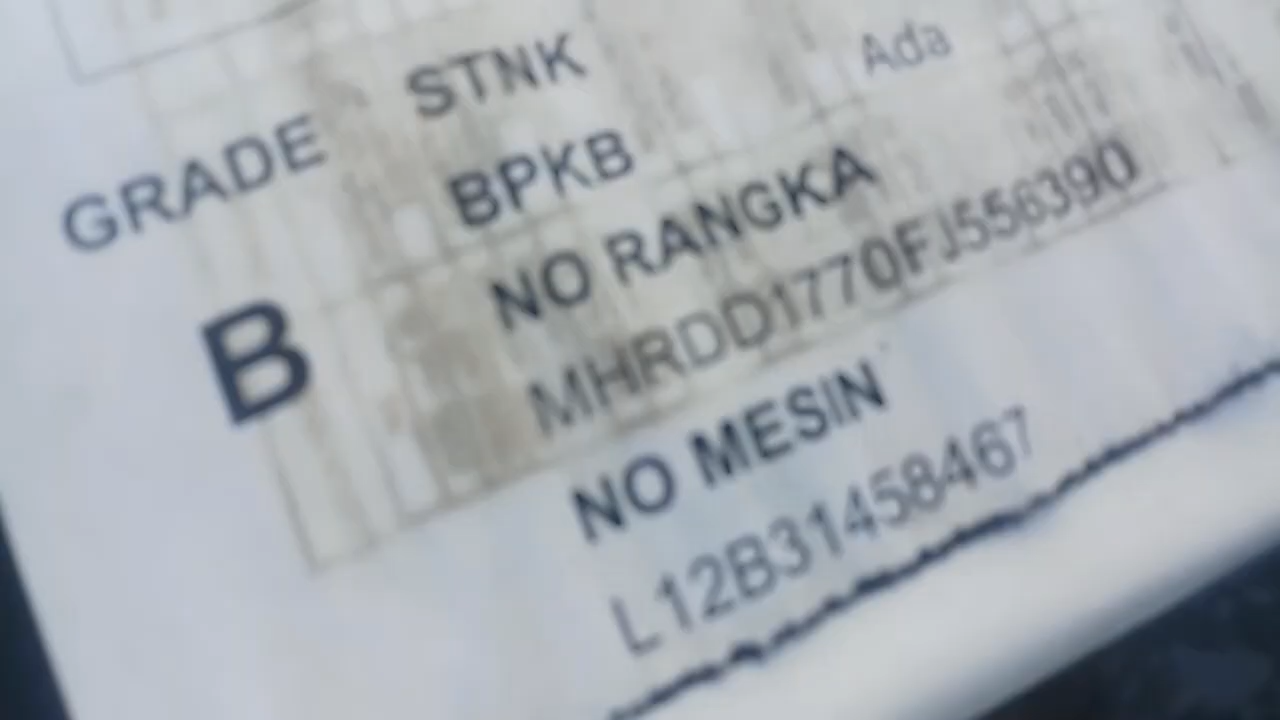 GRADE
B
STNK
Ada
BPKB
NO RANGKA
MHRDD1770FJ556390
NO MESIN
L12B31458467